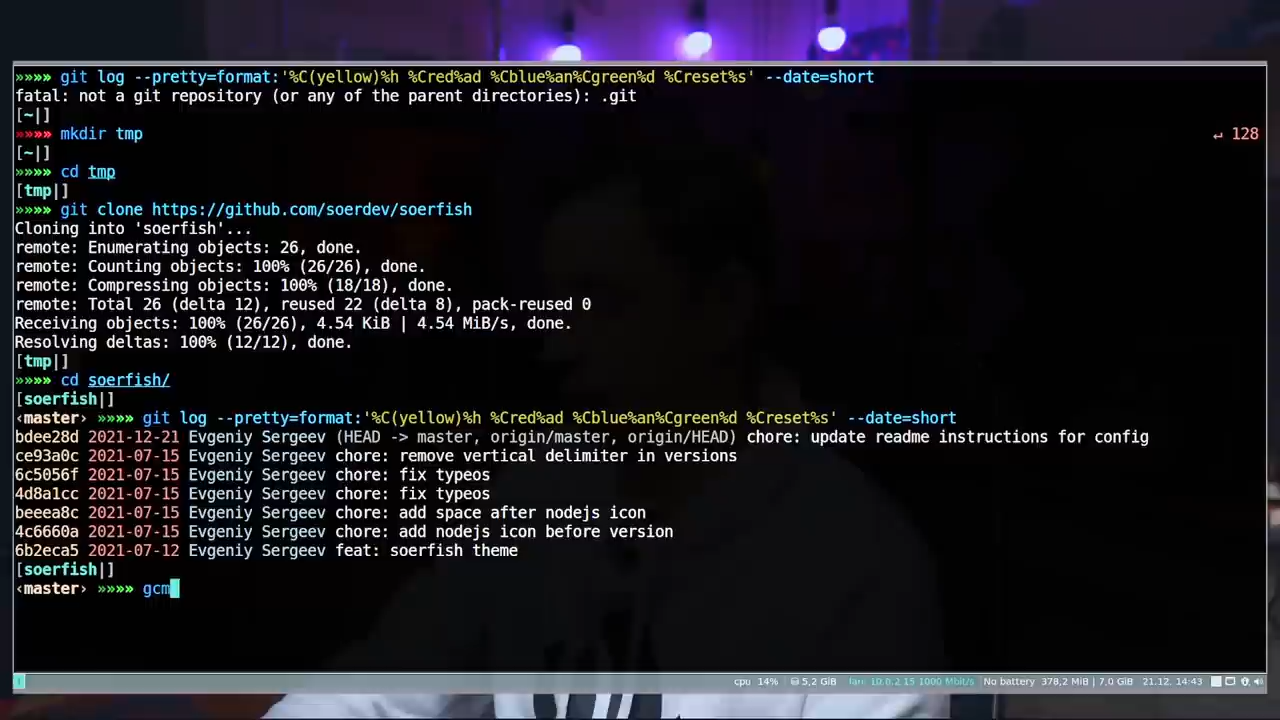 »»»» git log --pretty=format:'%C(yellow)%h %Cred%ad %Cblue%an%Cgreen%d %Creset%s' --date=short
fatal: not a git repository (or any of the parent directories): .git
[~|]
»»»» mkdir tmp ↵ 128
[~|]
»»»» cd tmp
[tmp|]
»»»» git clone https://github.com/soerdev/soerfish
Cloning into 'soerfish'...
remote: Enumerating objects: 26, done.
remote: Counting objects: 100% (26/26), done.
remote: Compressing objects: 100% (18/18), done.
remote: Total 26 (delta 12), reused 22 (delta 8), pack-reused 0
Receiving objects: 100% (26/26), 4.54 KiB | 4.54 MiB/s, done.
Resolving deltas: 100% (12/12), done.
[tmp|]
»»»» cd soerfish/
[soerfish|]
‹master› »»»» git log --pretty=format:'%C(yellow)%h %Cred%ad %Cblue%an%Cgreen%d %Creset%s' --date=short
bdee28d 2021-12-21 Evgeniy Sergeev (HEAD -> master, origin/master, origin/HEAD) chore: update readme instructions for config
ce93a0c 2021-07-15 Evgeniy Sergeev chore: remove vertical delimiter in versions
6c5056f 2021-07-15 Evgeniy Sergeev chore: fix typeos
4d8a1cc 2021-07-15 Evgeniy Sergeev chore: fix typeos
beeea8c 2021-07-15 Evgeniy Sergeev chore: add space after nodejs icon
4c6660a 2021-07-15 Evgeniy Sergeev chore: add nodejs icon before version
6b2eca5 2021-07-12 Evgeniy Sergeev feat: soerfish theme
[soerfish|]
‹master› »»»» gcm
cpu 14% 5,2 GiB lan: 10.0.2.15 1000 Mbit/s No battery 378,2 MiB | 7,0 GiB 21.12. 14:43